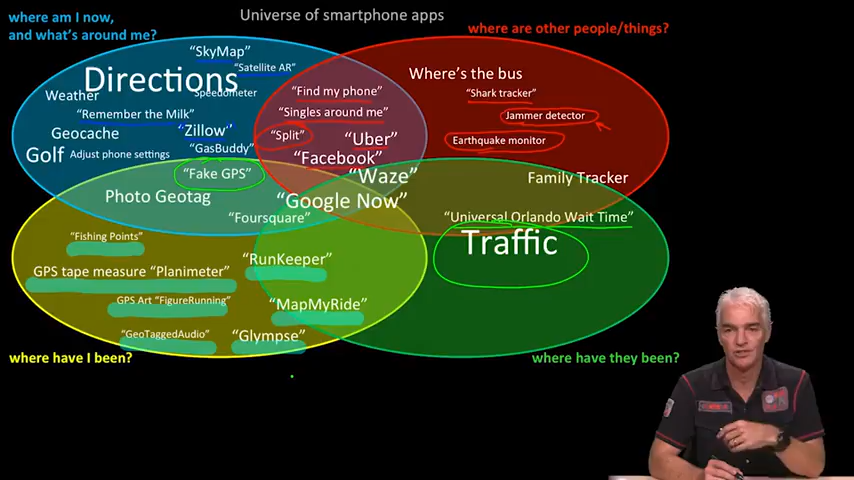 Universe of smartphone apps
where am I now,
and what's around me?
where are other people/things?
"SkyMap"
"Satellite AR"
Directions
Speedometer
Weather
"Remember the Milk"
Geocache
"Zillow"
"GasBuddy"
Golf
Adjust phone settings
"Find my phone"
"Singles around me"
"Split"
"Uber"
"Facebook"
Where's the bus
"Shark tracker"
Jammer detector
Earthquake monitor
Family Tracker
"Fake GPS"
Photo Geotag
"Waze"
"Google Now"
"Foursquare"
"Universal Orlando Wait Time"
Traffic
"Fishing Points"
GPS tape measure "Planimeter"
GPS Art "FigureRunning"
"GeoTaggedAudio"
"RunKeeper"
"MapMyRide"
"Glympse"
where have I been?
where have they been?